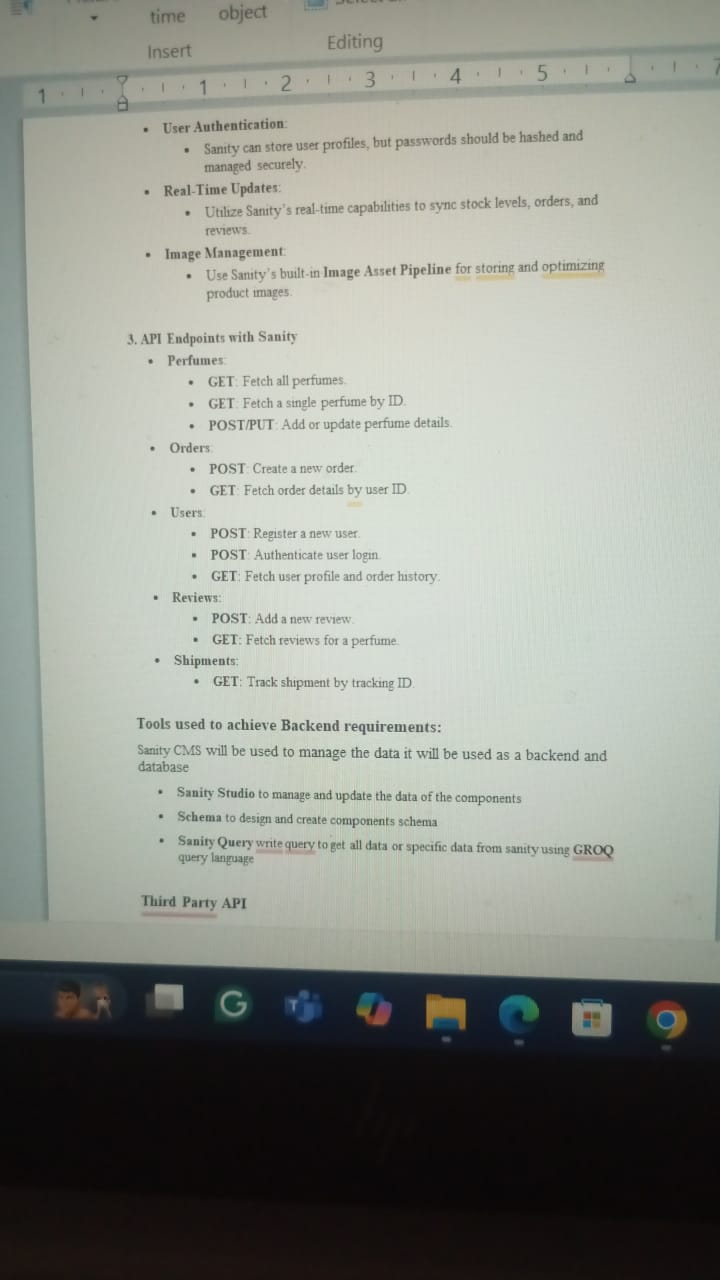 time
object
Insert
Editing
1 1 2 3 4 5
• User Authentication:
• Sanity can store user profiles, but passwords should be hashed and
managed securely.
• Real-Time Updates:
• Utilize Sanity's real-time capabilities to sync stock levels, orders, and
reviews.
• Image Management:
• Use Sanity's built-in Image Asset Pipeline for storing and optimizing
product images.
3. API Endpoints with Sanity
• Perfumes:
• GET: Fetch all perfumes.
• GET: Fetch a single perfume by ID.
• POST/PUT: Add or update perfume details.
• Orders:
• POST: Create a new order.
• GET: Fetch order details by user ID.
• Users:
• POST: Register a new user.
• POST: Authenticate user login.
• GET: Fetch user profile and order history.
• Reviews:
• POST: Add a new review.
• GET: Fetch reviews for a perfume.
• Shipments:
• GET: Track shipment by tracking ID.
Tools used to achieve Backend requirements:
Sanity CMS will be used to manage the data it will be used as a backend and
database
• Sanity Studio to manage and update the data of the components
• Schema to design and create components schema
• Sanity Query write query to get all data or specific data from sanity using GROQ
query language
Third Party API
hp